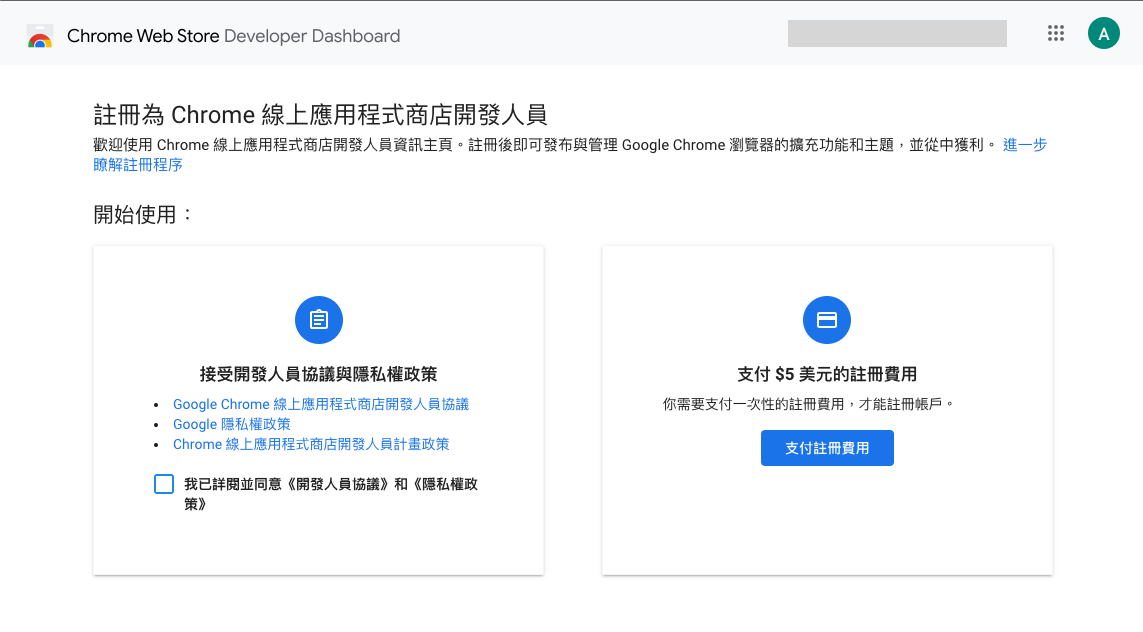 Chrome Web Store Developer Dashboard
A
註冊為 Chrome 線上應用程式商店開發人員
歡迎使用 Chrome 線上應用程式商店開發人員資訊主頁。註冊後即可發布與管理 Google Chrome 瀏覽器的擴充功能和主題，並從中獲利。 進一步
瞭解註冊程序
開始使用：
接受開發人員協議與隱私權政策
• Google Chrome 線上應用程式商店開發人員協議
• Google 隱私權政策
• Chrome 線上應用程式商店開發人員計畫政策
我已詳閱並同意《開發人員協議》和《隱私權政
策》
支付 $5 美元的註冊費用
你需要支付一次性的註冊費用，才能註冊帳戶。
支付註冊費用